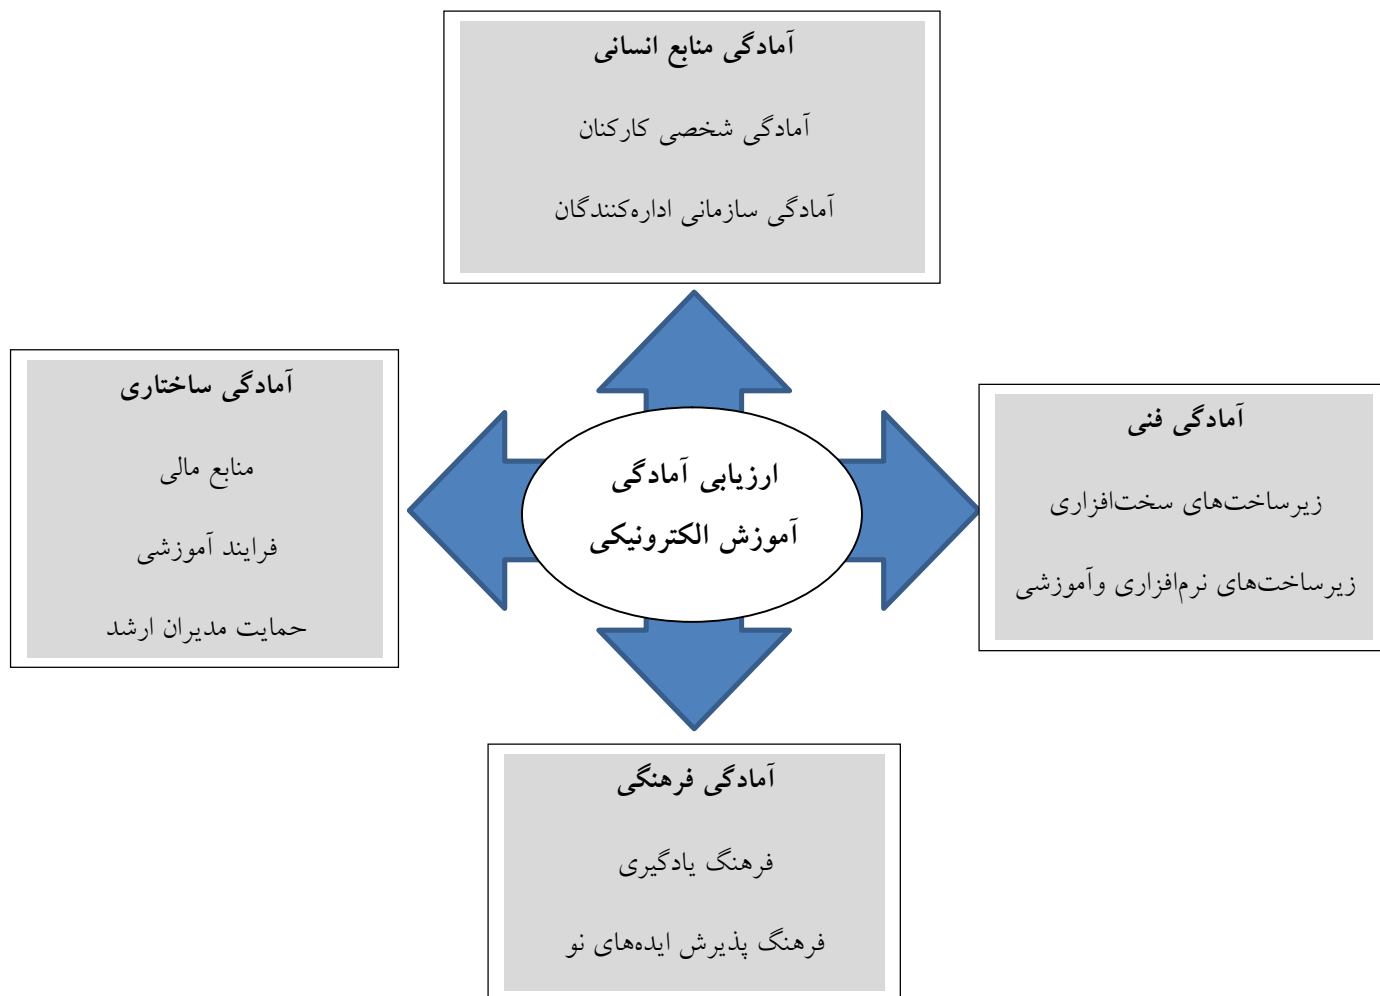 آمادگی منابع انسانی
آمادگی شخصی کارکنان
آمادگی سازمانی اداره‌کنندگان
آمادگی ساختاری
منابع مالی
فرایند آموزشی
حمایت مدیران ارشد
ارزیابی آمادگی
آموزش الکترونیکی
آمادگی فنی
زیرساخت‌های سخت‌افزاری
زیرساخت‌های نرم‌افزاری وآموزشی
آمادگی فرهنگی
فرهنگ یادگیری
فرهنگ پذیرش ایده‌های نو